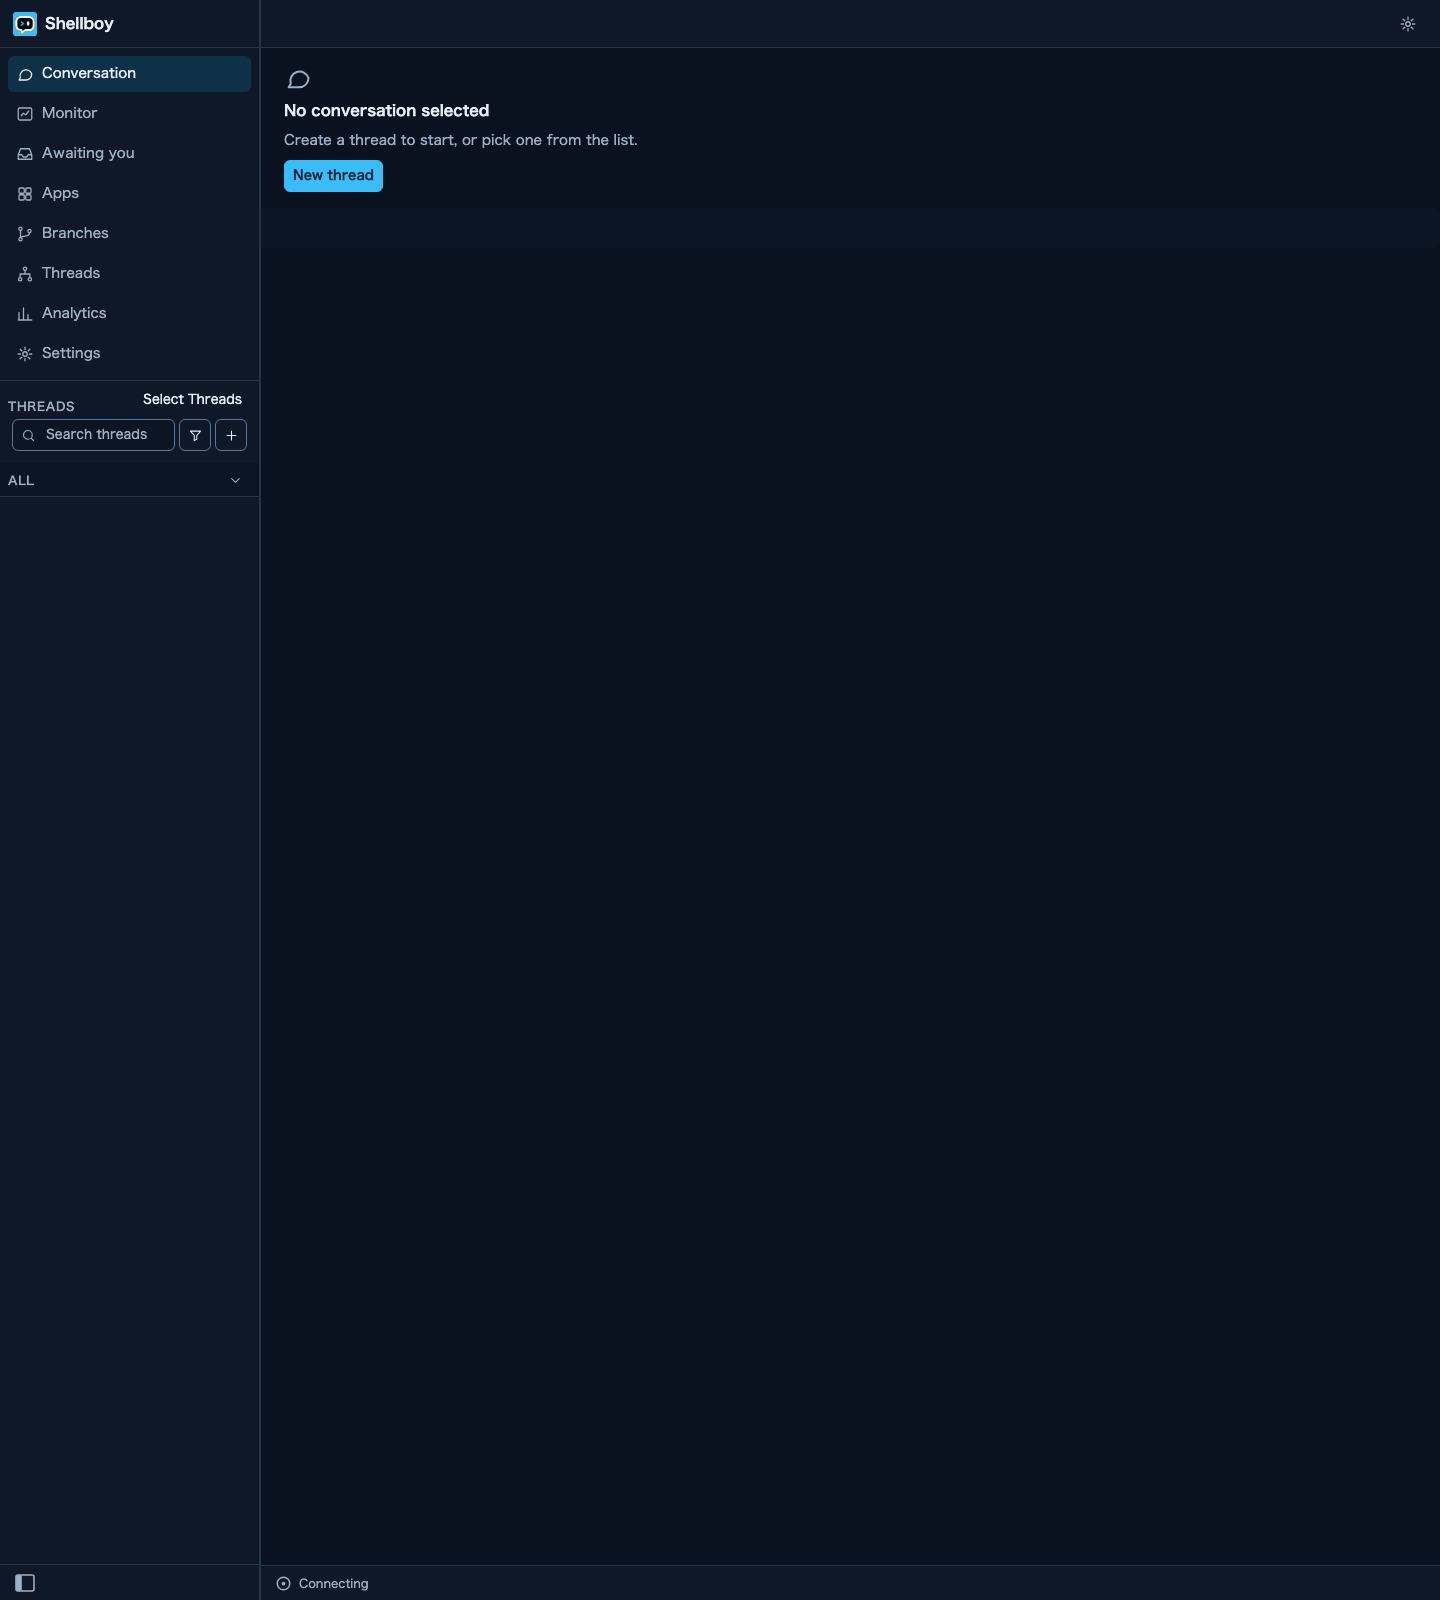 Shellboy
Conversation
Monitor
Awaiting you
Apps
Branches
Threads
Analytics
Settings
THREADS
Select Threads
Search threads
ALL
No conversation selected
Create a thread to start, or pick one from the list.
New thread
Connecting